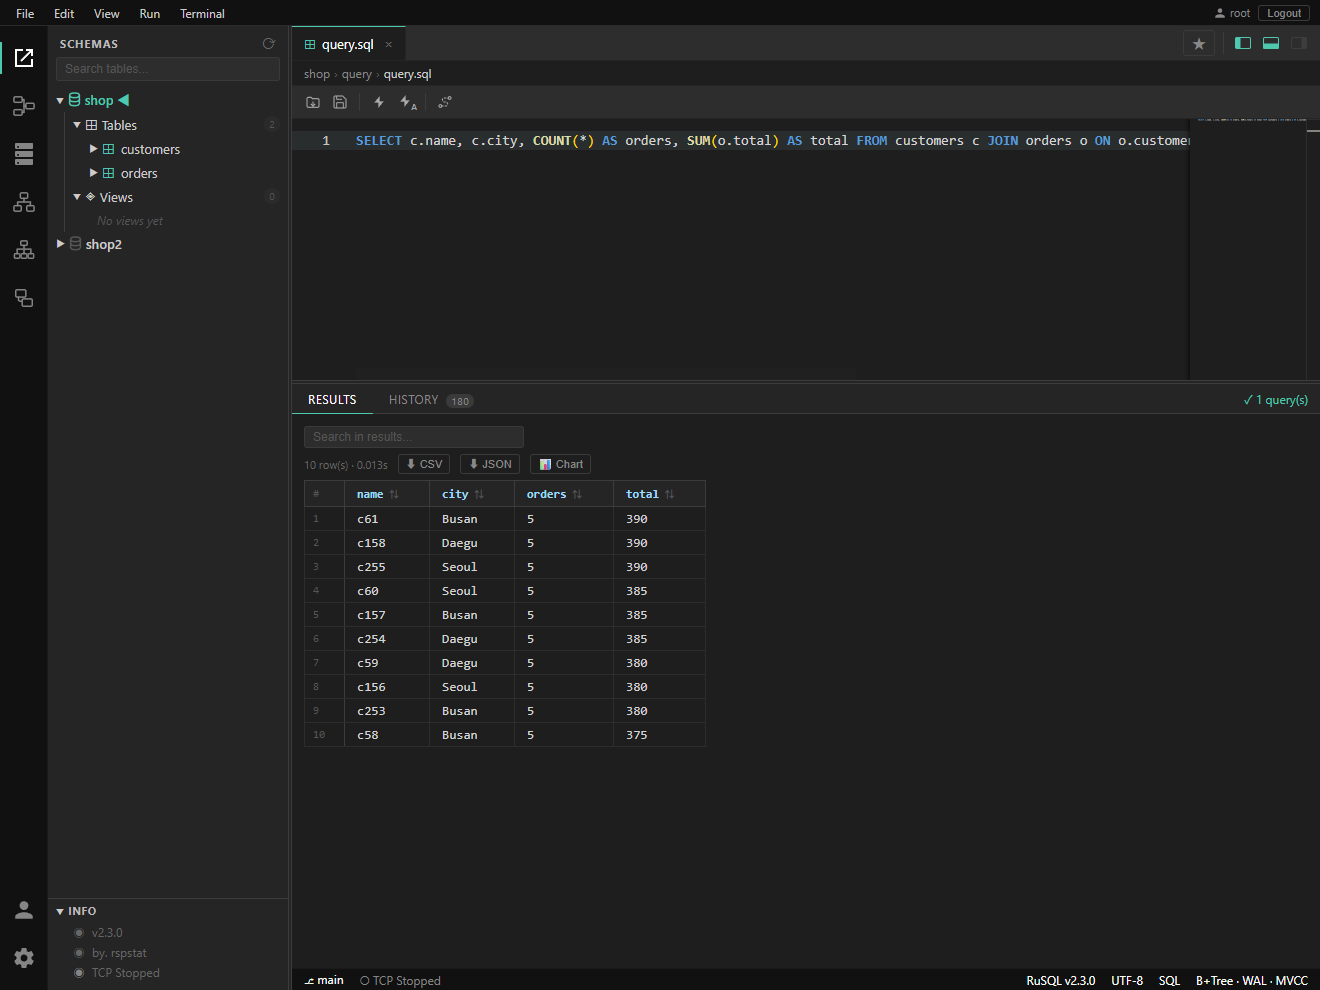 File Edit View Run Terminal
root Logout
SCHEMAS
Search tables...
shop
Tables 2
customers
orders
Views 0
No views yet
shop2
query.sql ×
shop › query › query.sql
1 SELECT c.name, c.city, COUNT(*) AS orders, SUM(o.total) AS total FROM customers c JOIN orders o ON o.custome
RESULTS HISTORY 180
✓ 1 query(s)
Search in results...
10 row(s) · 0.013s CSV JSON Chart
# name city orders total
1 c61 Busan 5 390
2 c158 Daegu 5 390
3 c255 Seoul 5 390
4 c60 Seoul 5 385
5 c157 Busan 5 385
6 c254 Daegu 5 385
7 c59 Daegu 5 380
8 c156 Seoul 5 380
9 c253 Busan 5 380
10 c58 Busan 5 375
INFO
v2.3.0
by. rspstat
TCP Stopped
main TCP Stopped
RuSQL v2.3.0 UTF-8 SQL B+Tree · WAL · MVCC